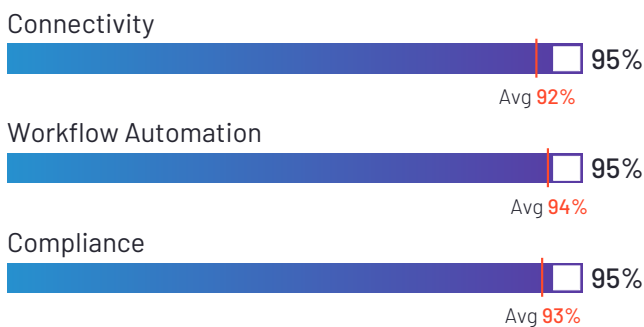 Connectivity
95%
Avg 92%
Workflow Automation
95%
Avg 94%
Compliance
95%
Avg 93%